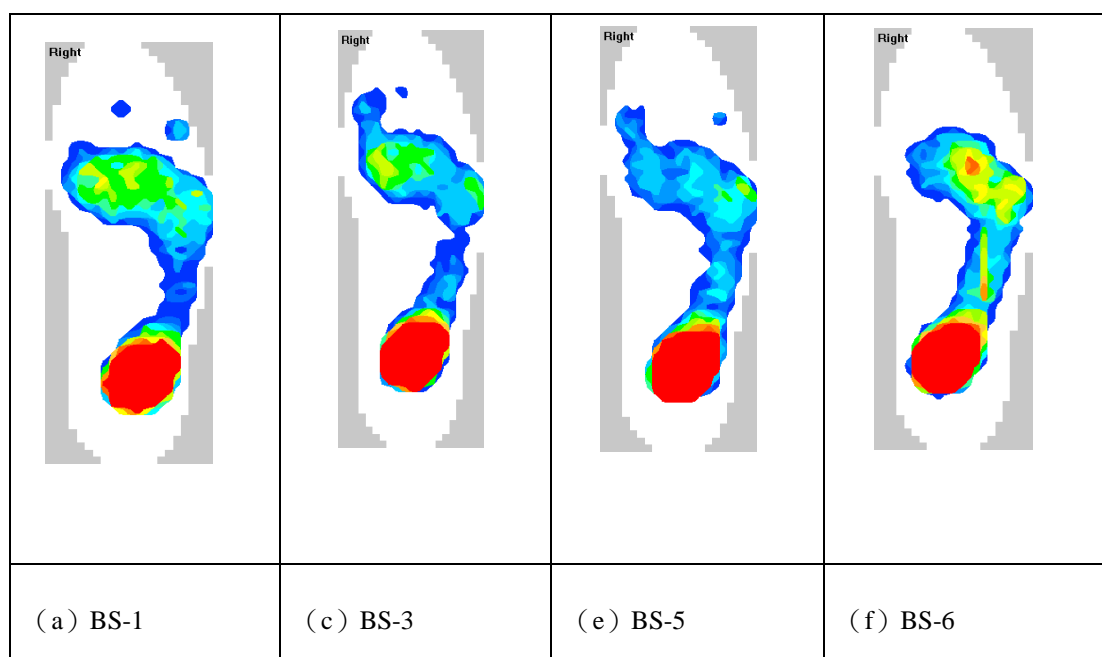 Right
Right
Right
Right
（a）BS-1
（c）BS-3
（e）BS-5
（f）BS-6